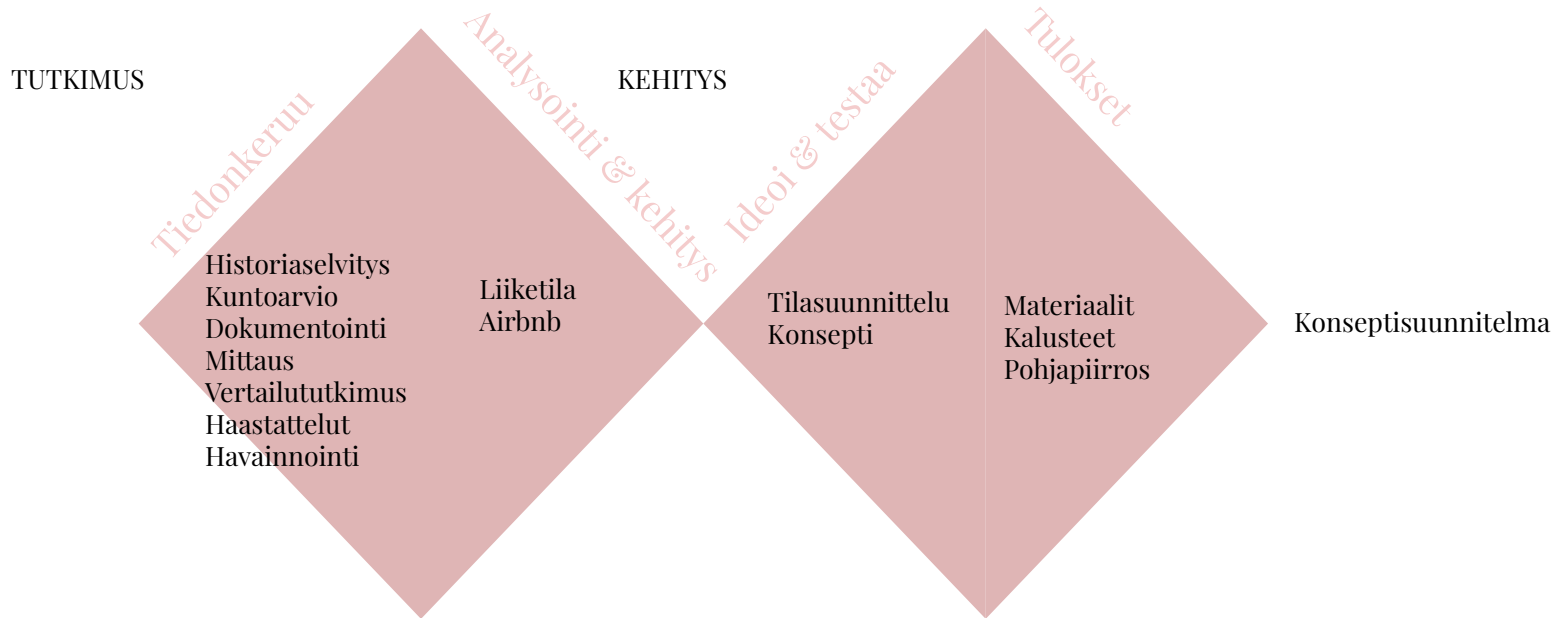 TUTKIMUS
Tiedonkeruu
Historiaselvitys
Kuntoarvio
Dokumentointi
Mittaus
Vertailututkimus
Haastattelut
Havainnointi
Analysointi & kehitys
Liiketila
Airbnb
KEHITYS
Ideoi & testaa
Tilasuunnittelu
Konsepti
Tulokset
Materiaalit
Kalusteet
Pohjapiirros
Konseptisuunnitelma